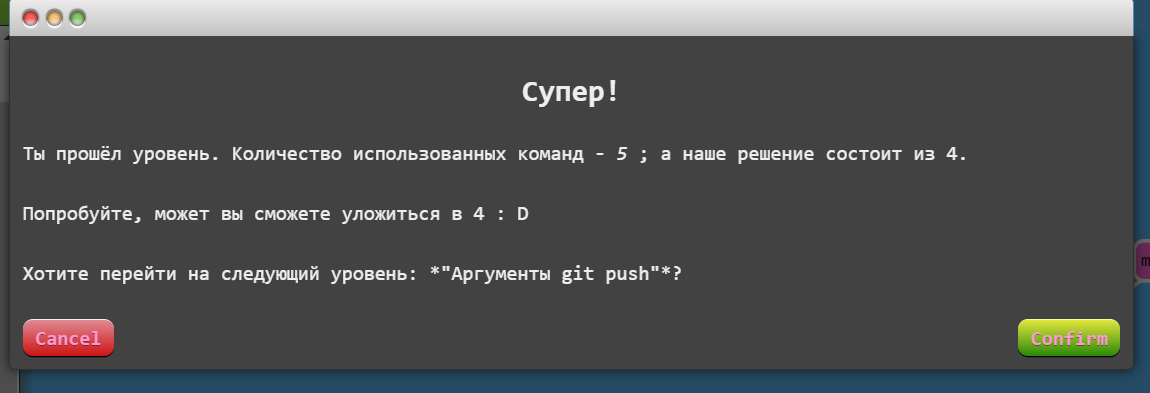 Супер!
Ты прошёл уровень. Количество использованных команд - 5 ; а наше решение состоит из 4.
Попробуйте, может вы сможете уложиться в 4 : D
Хотите перейти на следующий уровень: *"Аргументы git push"*?
Cancel
Confirm